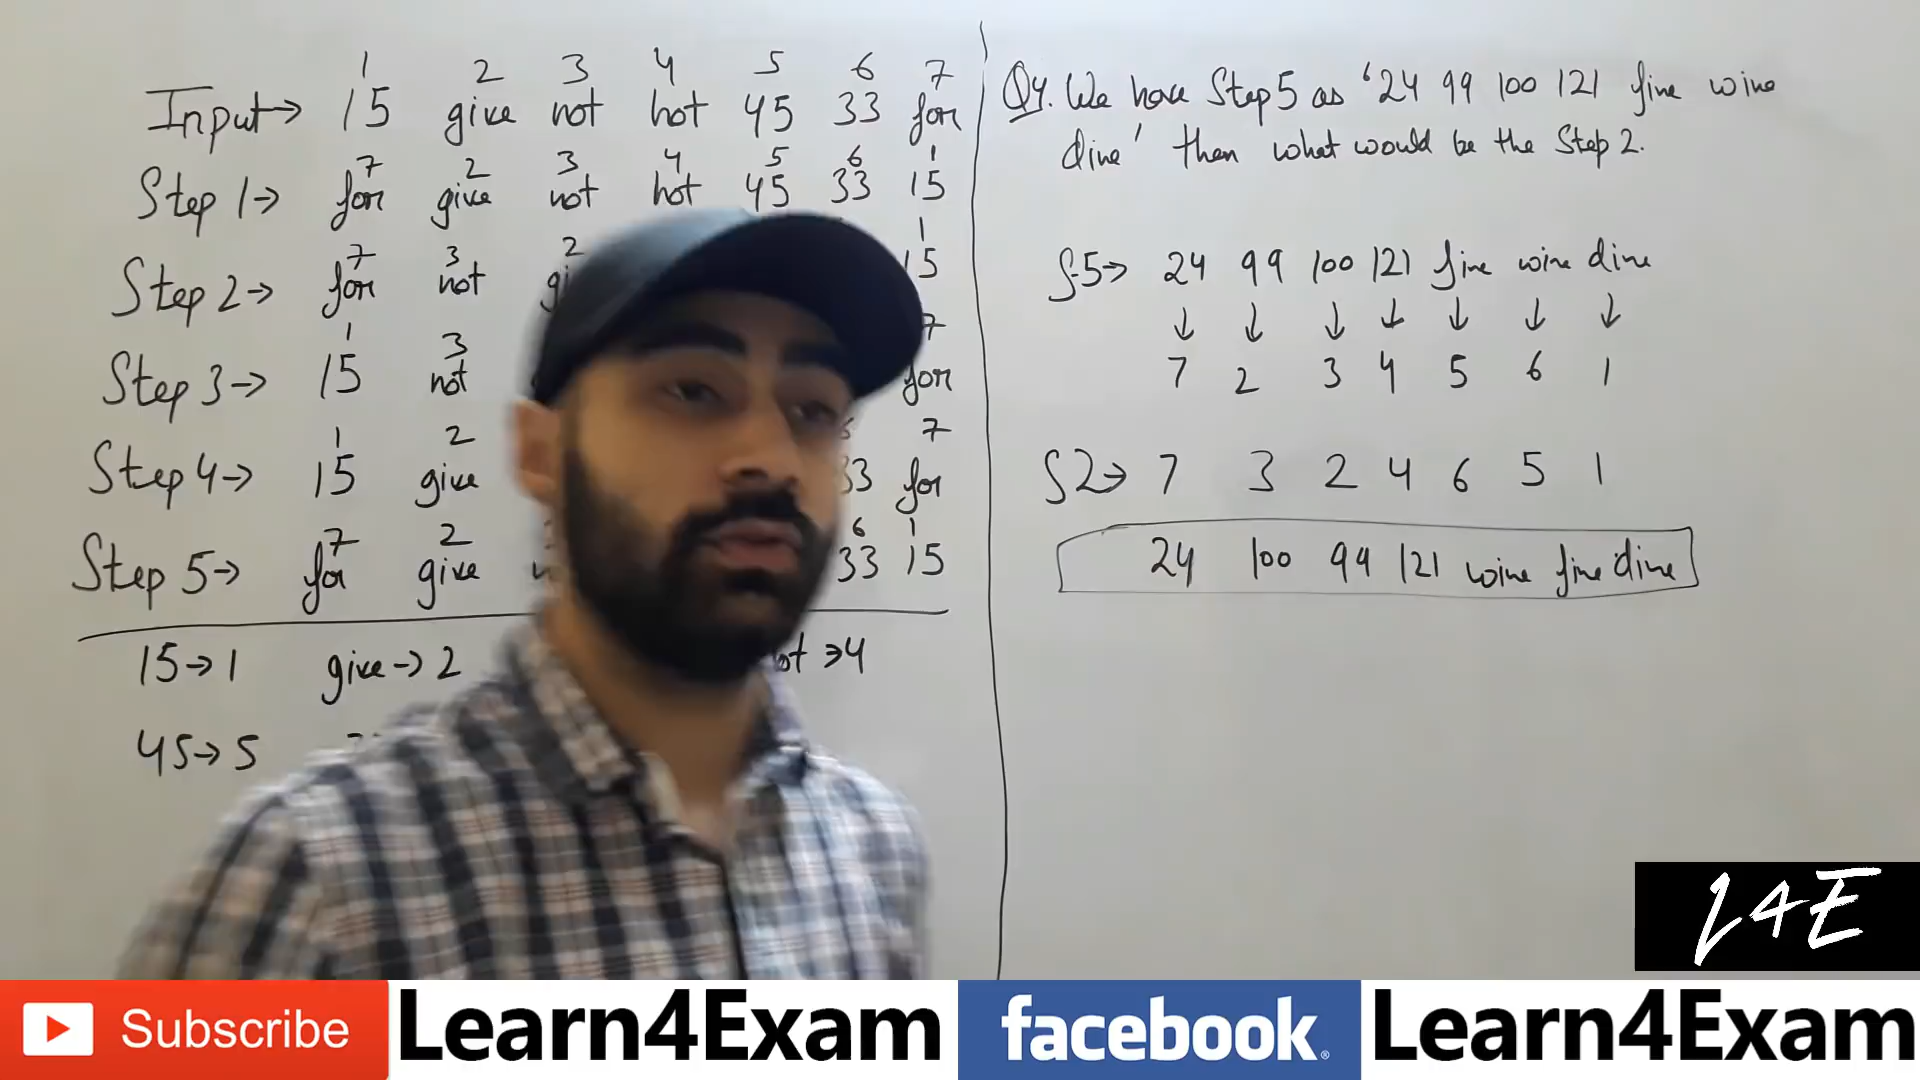 1 2 3 4 5 6 7
Input→ 15 give not hot 45 33 for
7 2 3 4 5 6 1
Step 1→ for give not hot 45 33 15
7 3 2 1
Step 2→ for not gi 15
1 3 7
Step 3→ 15 not for
1 2 6 7
Step 4→ 15 give 33 for
7 2 6 1
Step 5→ for give 33 15
15→1 give→2 ot→4
45→5
Q4. We have Step 5 as '24 99 100 121 fine wine
dine' then what would be the Step 2.
S-5→ 24 99 100 121 fine wine dine
↓ ↓ ↓ ↓ ↓ ↓ ↓
7 2 3 4 5 6 1
S2→ 7 3 2 4 6 5 1
24 100 99 121 wine fine dine
L4E
Subscribe Learn4Exam facebook Learn4Exam